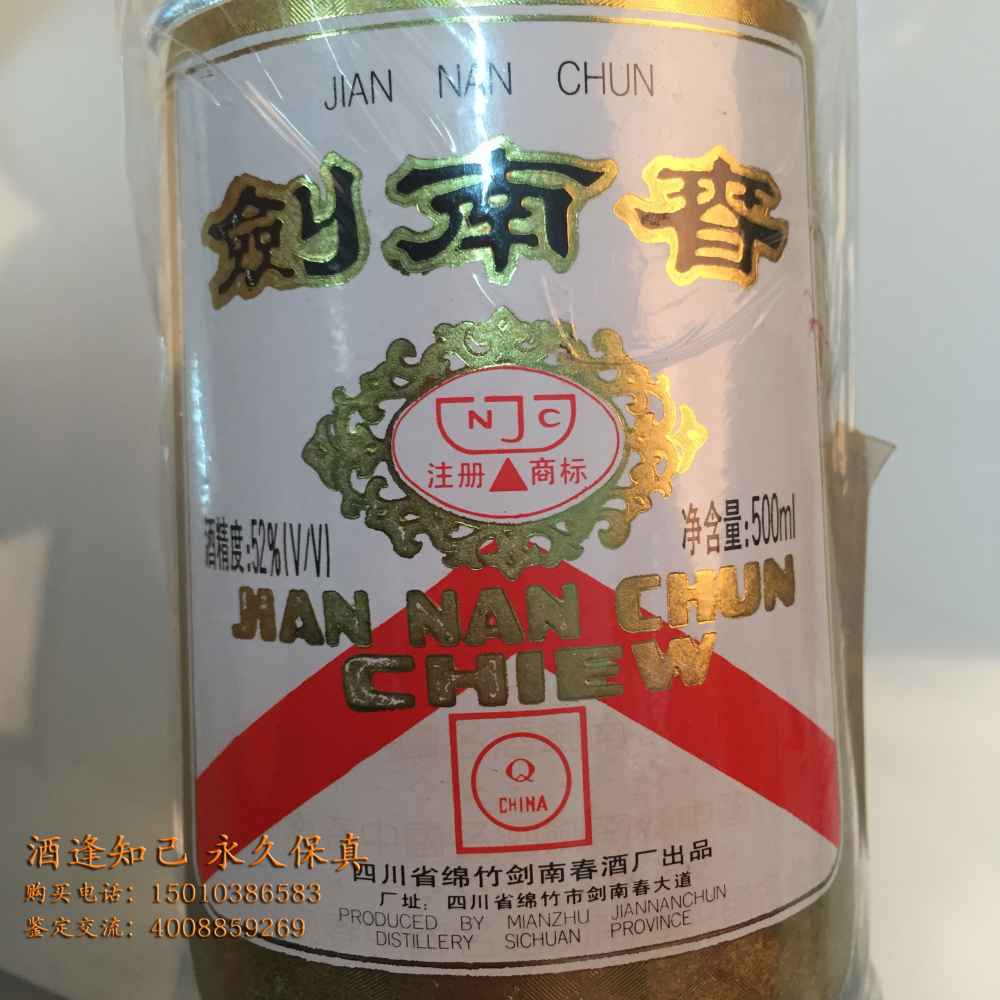 JIAN NAN CHUN
劍南春
NJC
注册 商标
酒精度:52%(V/V)
净含量:500ml
JIAN NAN CHUN
CHIEW
Q
CHINA
四川省绵竹剑南春酒厂出品
厂址：四川省绵竹市剑南春大道
PRODUCED BY MIANZHU JIANNANCHUN
DISTILLERY SICHUAN PROVINCE
酒逢知己 永久保真
购买电话：15010386583
鉴定交流：4008859269